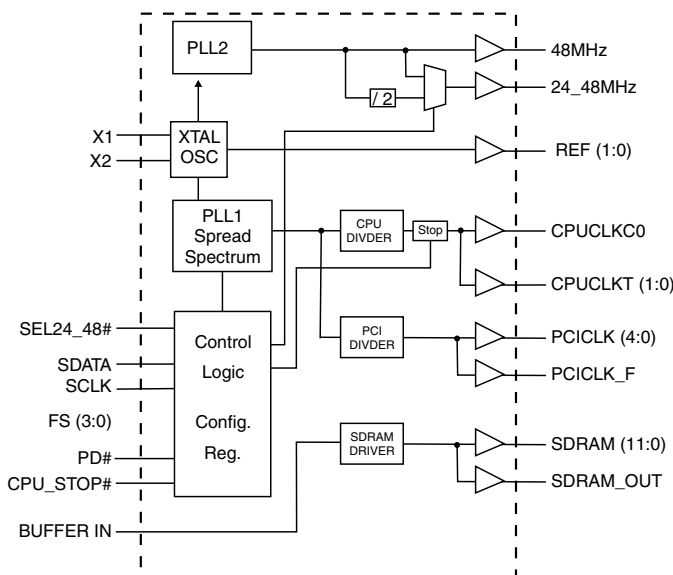 PLL2
48MHz
/ 2
24_48MHz
X1
X2
XTAL
OSC
REF (1:0)
PLL1
Spread
Spectrum
CPU
DIVDER
Stop
CPUCLKC0
CPUCLKT (1:0)
SEL24_48#
SDATA
SCLK
FS (3:0)
PD#
CPU_STOP#
Control
Logic
Config.
Reg.
PCI
DIVDER
PCICLK (4:0)
PCICLK_F
SDRAM
DRIVER
SDRAM (11:0)
SDRAM_OUT
BUFFER IN